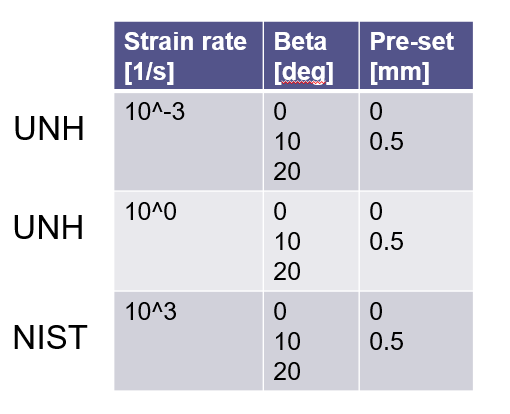 Strain rate Beta Pre-set
[1/s] [deg] [mm]
UNH 10^-3 0 0
10 0.5
20
UNH 10^0 0 0
10 0.5
20
NIST 10^3 0 0
10 0.5
20